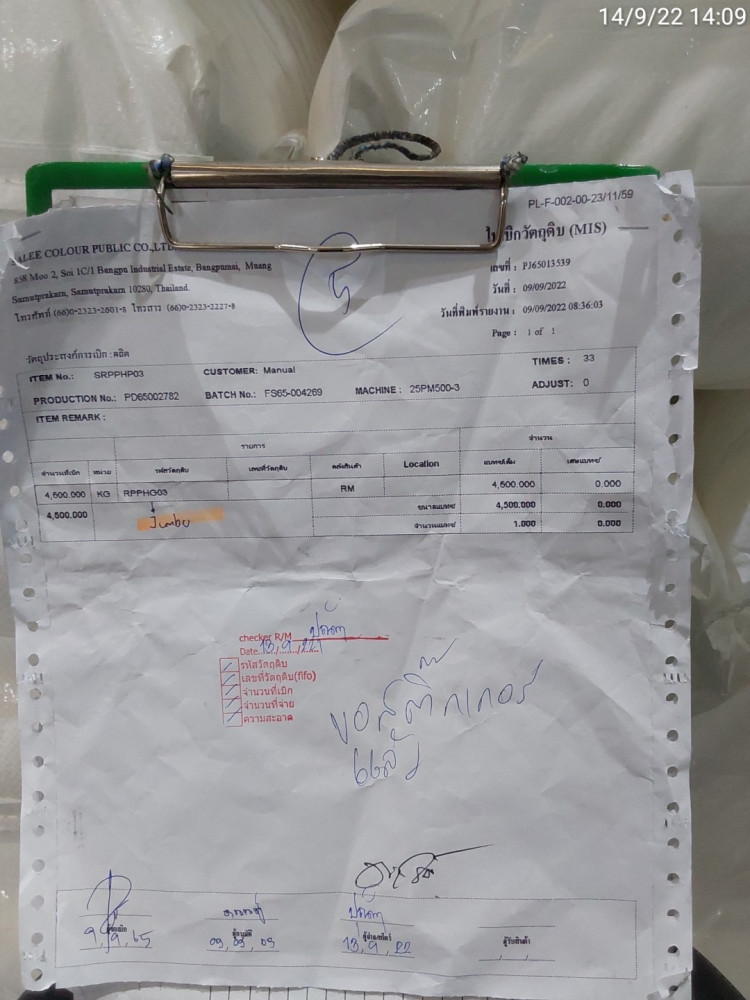 14/9/22 14:09
PL-F-002-00-23/11/59
ALEE COLOUR PUBLIC CO.,LTD
ใบเบิกวัตถุดิบ (MIS)
858 Moo 2, Soi 1C/1 Bangpu Industrial Estate, Bangpumai, Muang
เลขที่ : PJ65013539
Samutprakarn, Samutprakarn 10280, Thailand.
วันที่ : 09/09/2022
โทรศัพท์ (66)0-2323-2601-8 โทรสาร (66)0-2323-2227-8
วันที่พิมพ์รายงาน : 09/09/2022 08:36:03
Page : 1 of 1
วัตถุประสงค์การเบิก : ผลิต
ITEM No.: SRPPHP03 CUSTOMER: Manual TIMES : 33
PRODUCTION No.: PD65002782 BATCH No.: FS65-004269 MACHINE : 25PM500-3 ADJUST: 0
ITEM REMARK :
รายการ จำนวน
จำนวนที่เบิก หน่วย รหัสวัตถุดิบ เลขที่วัตถุดิบ คลังสินค้า Location แบทช์เต็ม เศษแบทช์
4,500.000 KG RPPHG03 RM 4,500.000 0.000
4,500.000 ขนาดแบทช์ 4,500.000 0.000
Jumbo จำนวนแบทช์ 1.000 0.000
checker R/M
Date 13, 9, 22
รหัสวัตถุดิบ
เลขที่วัตถุดิบ(fifo)
จำนวนที่เบิก
จำนวนที่จ่าย
ความสะอาด
ขอสติ๊กเกอร์
แล้ว
ผู้ขอเบิก ผู้อนุมัติ ผู้จ่ายสโตร์ ผู้รับสินค้า
9, 9, 65 09, 09, 65 13, 9, 22